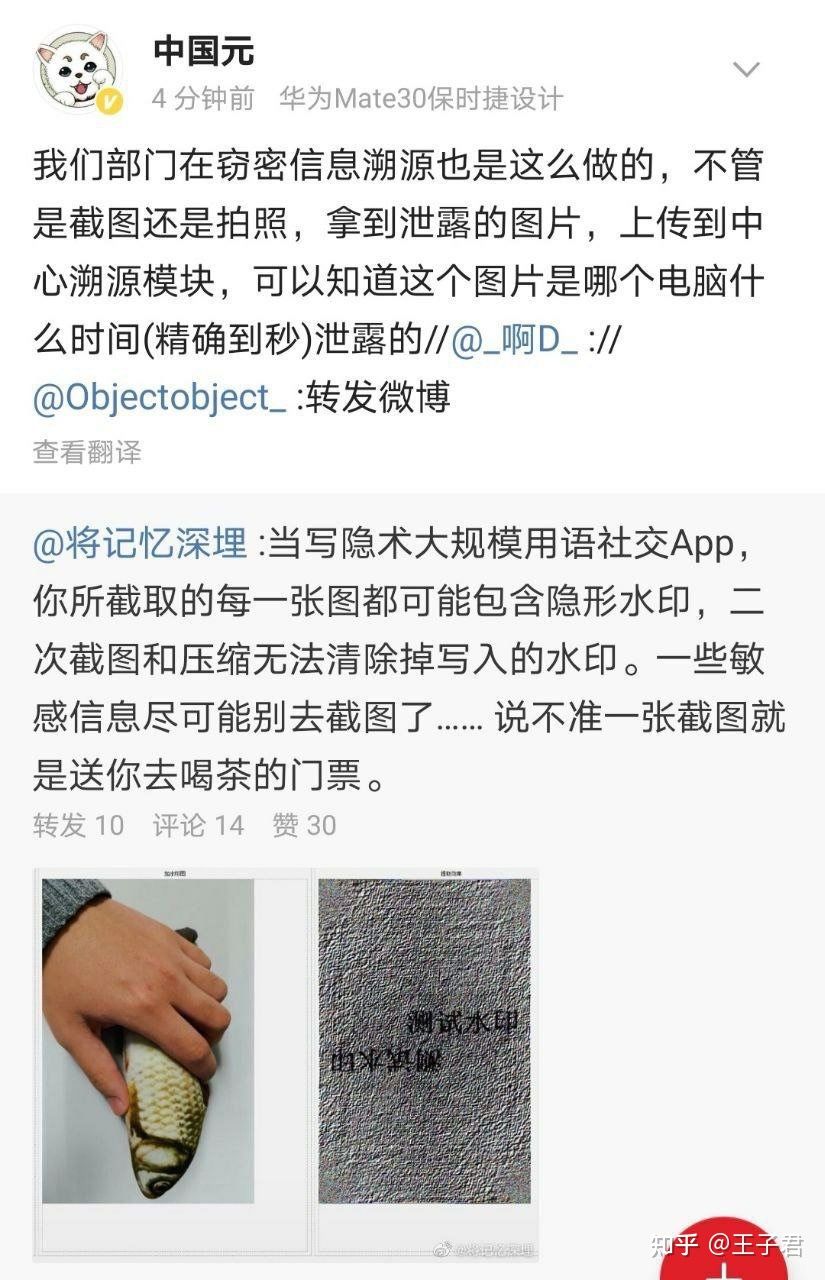 中国元
4 分钟前 华为Mate30保时捷设计
我们部门在窃密信息溯源也是这么做的，不管
是截图还是拍照，拿到泄露的图片，上传到中
心溯源模块，可以知道这个图片是哪个电脑什
么时间(精确到秒)泄露的//@_啊D_ ://
@Objectobject_ :转发微博
查看翻译
@将记忆深埋 :当写隐术大规模用语社交App，
你所截取的每一张图都可能包含隐形水印，二
次截图和压缩无法清除掉写入的水印。一些敏
感信息尽可能别去截图了…… 说不准一张截图就
是送你去喝茶的门票。
转发 10 评论 14 赞 30
加水印图
测试水印
测试水印
@将记忆深埋
知乎 @王子君